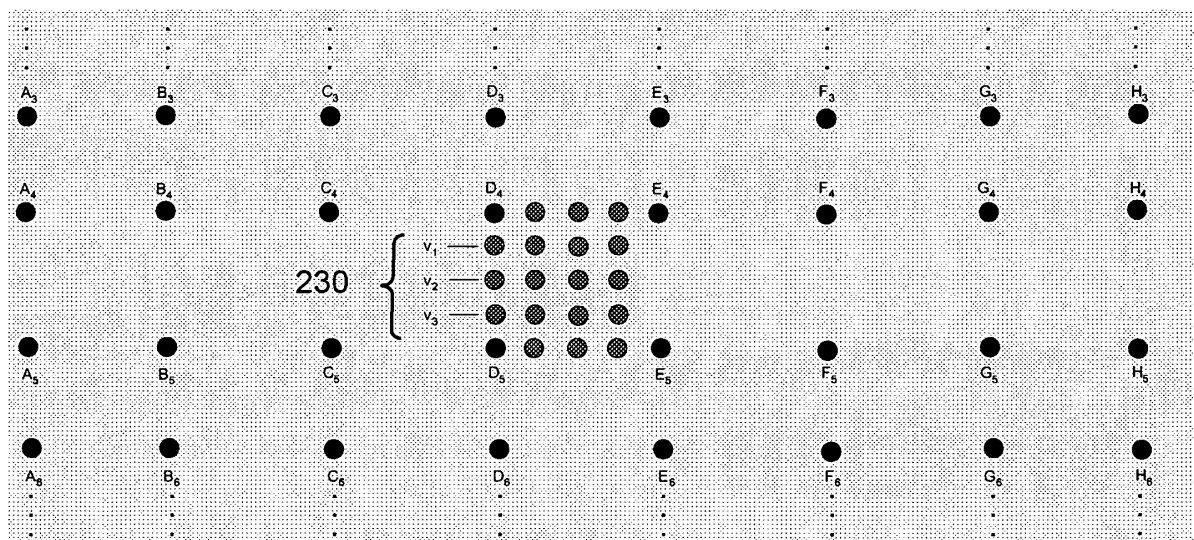 A₃ B₃ C₃ D₃ E₃ F₃ G₃ H₃
A₄ B₄ C₄ D₄ E₄ F₄ G₄ H₄
v₁
230 v₂
v₃
A₅ B₅ C₅ D₅ E₅ F₅ G₅ H₅
A₆ B₆ C₆ D₆ E₆ F₆ G₆ H₆